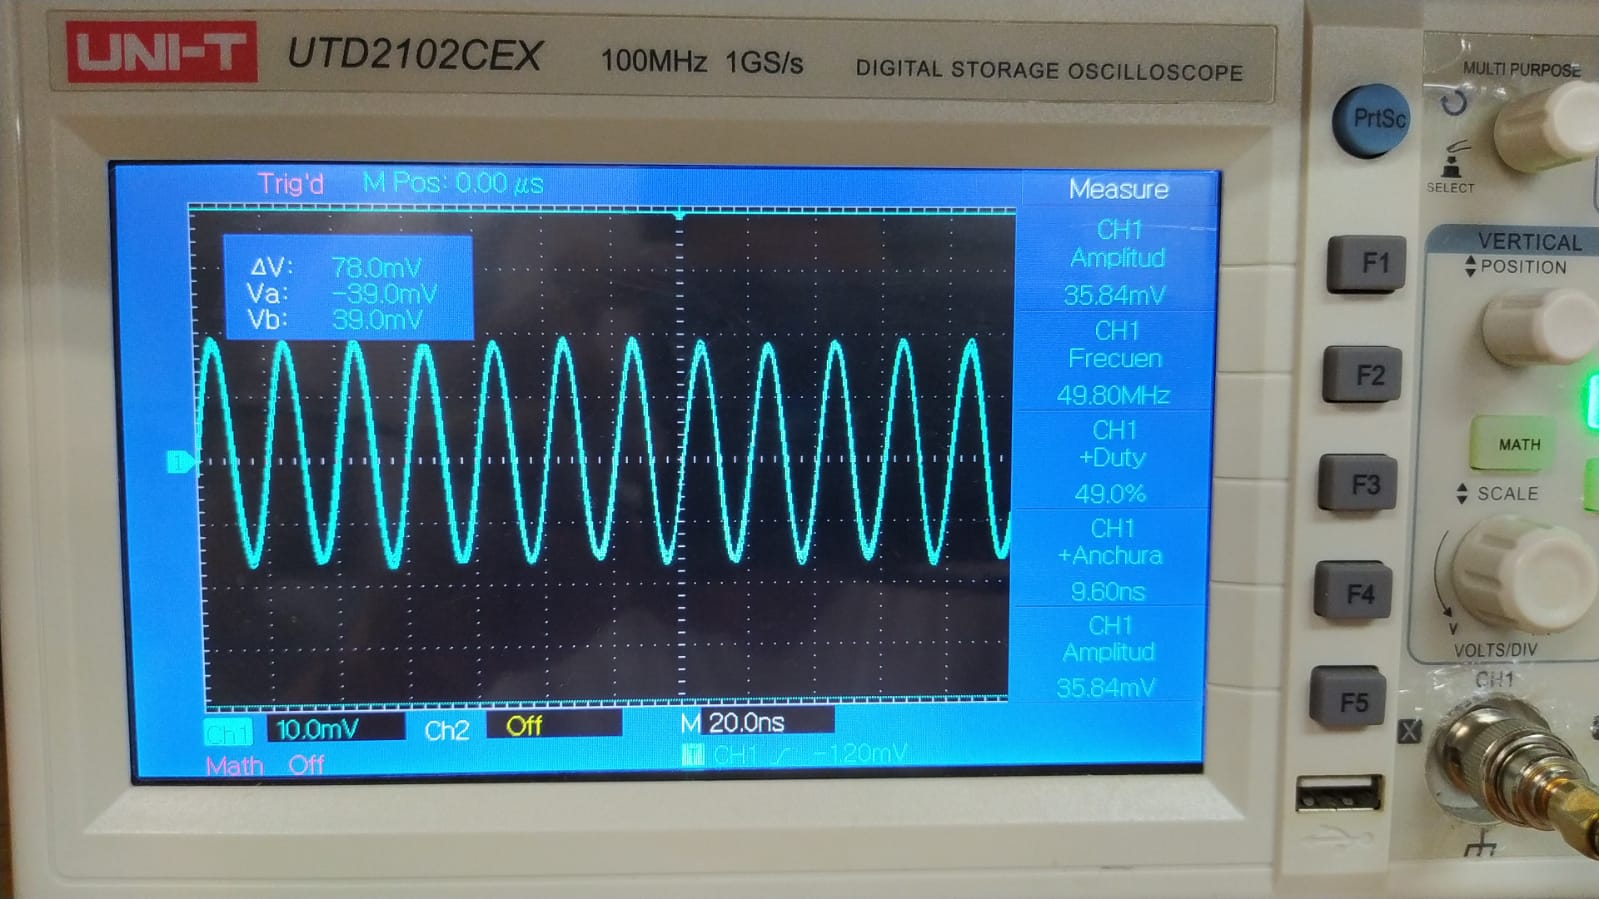 UNI-T UTD2102CEX 100MHz 1GS/s DIGITAL STORAGE OSCILLOSCOPE
MULTI PURPOSE
PrtSc
SELECT
Trig'd M Pos: 0.00 µs Measure
ΔV: 78.0mV
Va: -39.0mV
Vb: 39.0mV
CH1
Amplitud
35.84mV
CH1
Frecuen
49.80MHz
CH1
+Duty
49.0%
CH1
+Anchura
9.60ns
CH1
Amplitud
35.84mV
1
Ch1 10.0mV Ch2 Off M 20.0ns
T CH1 -1.20mV
Math Off
F1
F2
F3
F4
F5
VERTICAL
POSITION
MATH
SCALE
V
VOLTS/DIV
CH1
X